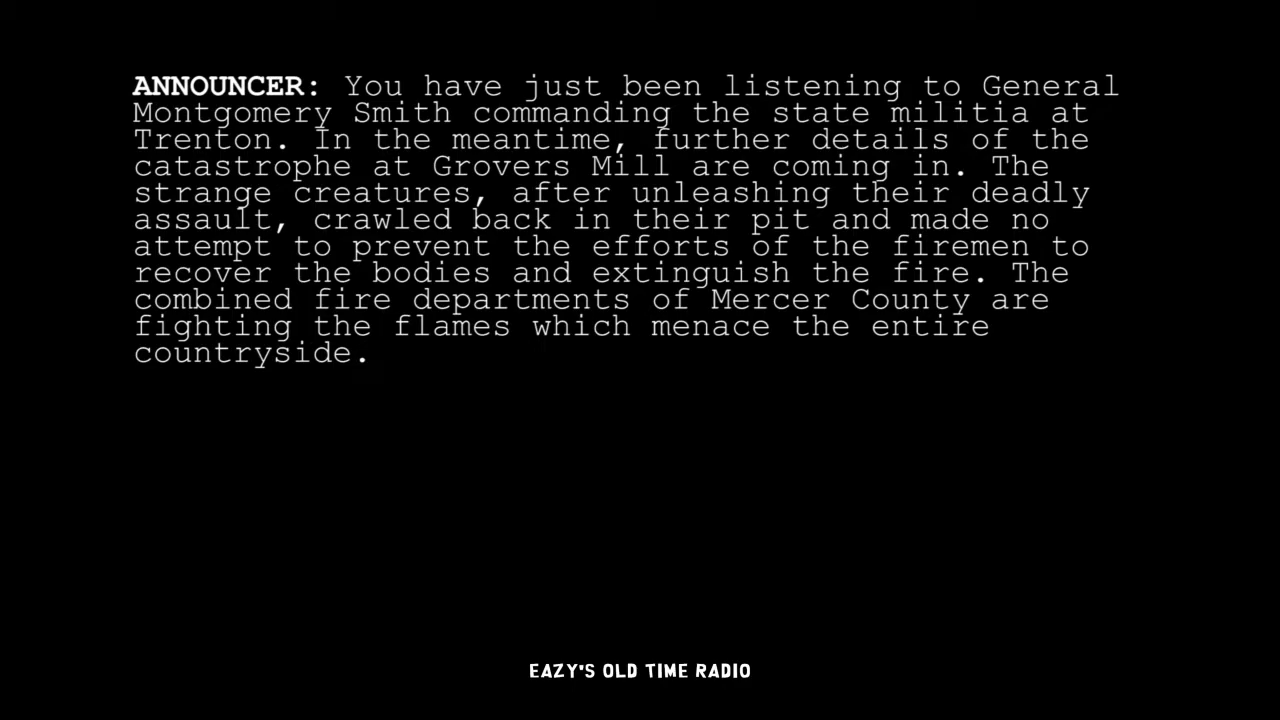 ANNOUNCER: You have just been listening to General
Montgomery Smith commanding the state militia at
Trenton. In the meantime, further details of the
catastrophe at Grovers Mill are coming in. The
strange creatures, after unleashing their deadly
assault, crawled back in their pit and made no
attempt to prevent the efforts of the firemen to
recover the bodies and extinguish the fire. The
combined fire departments of Mercer County are
fighting the flames which menace the entire
countryside.
EAZY'S OLD TIME RADIO